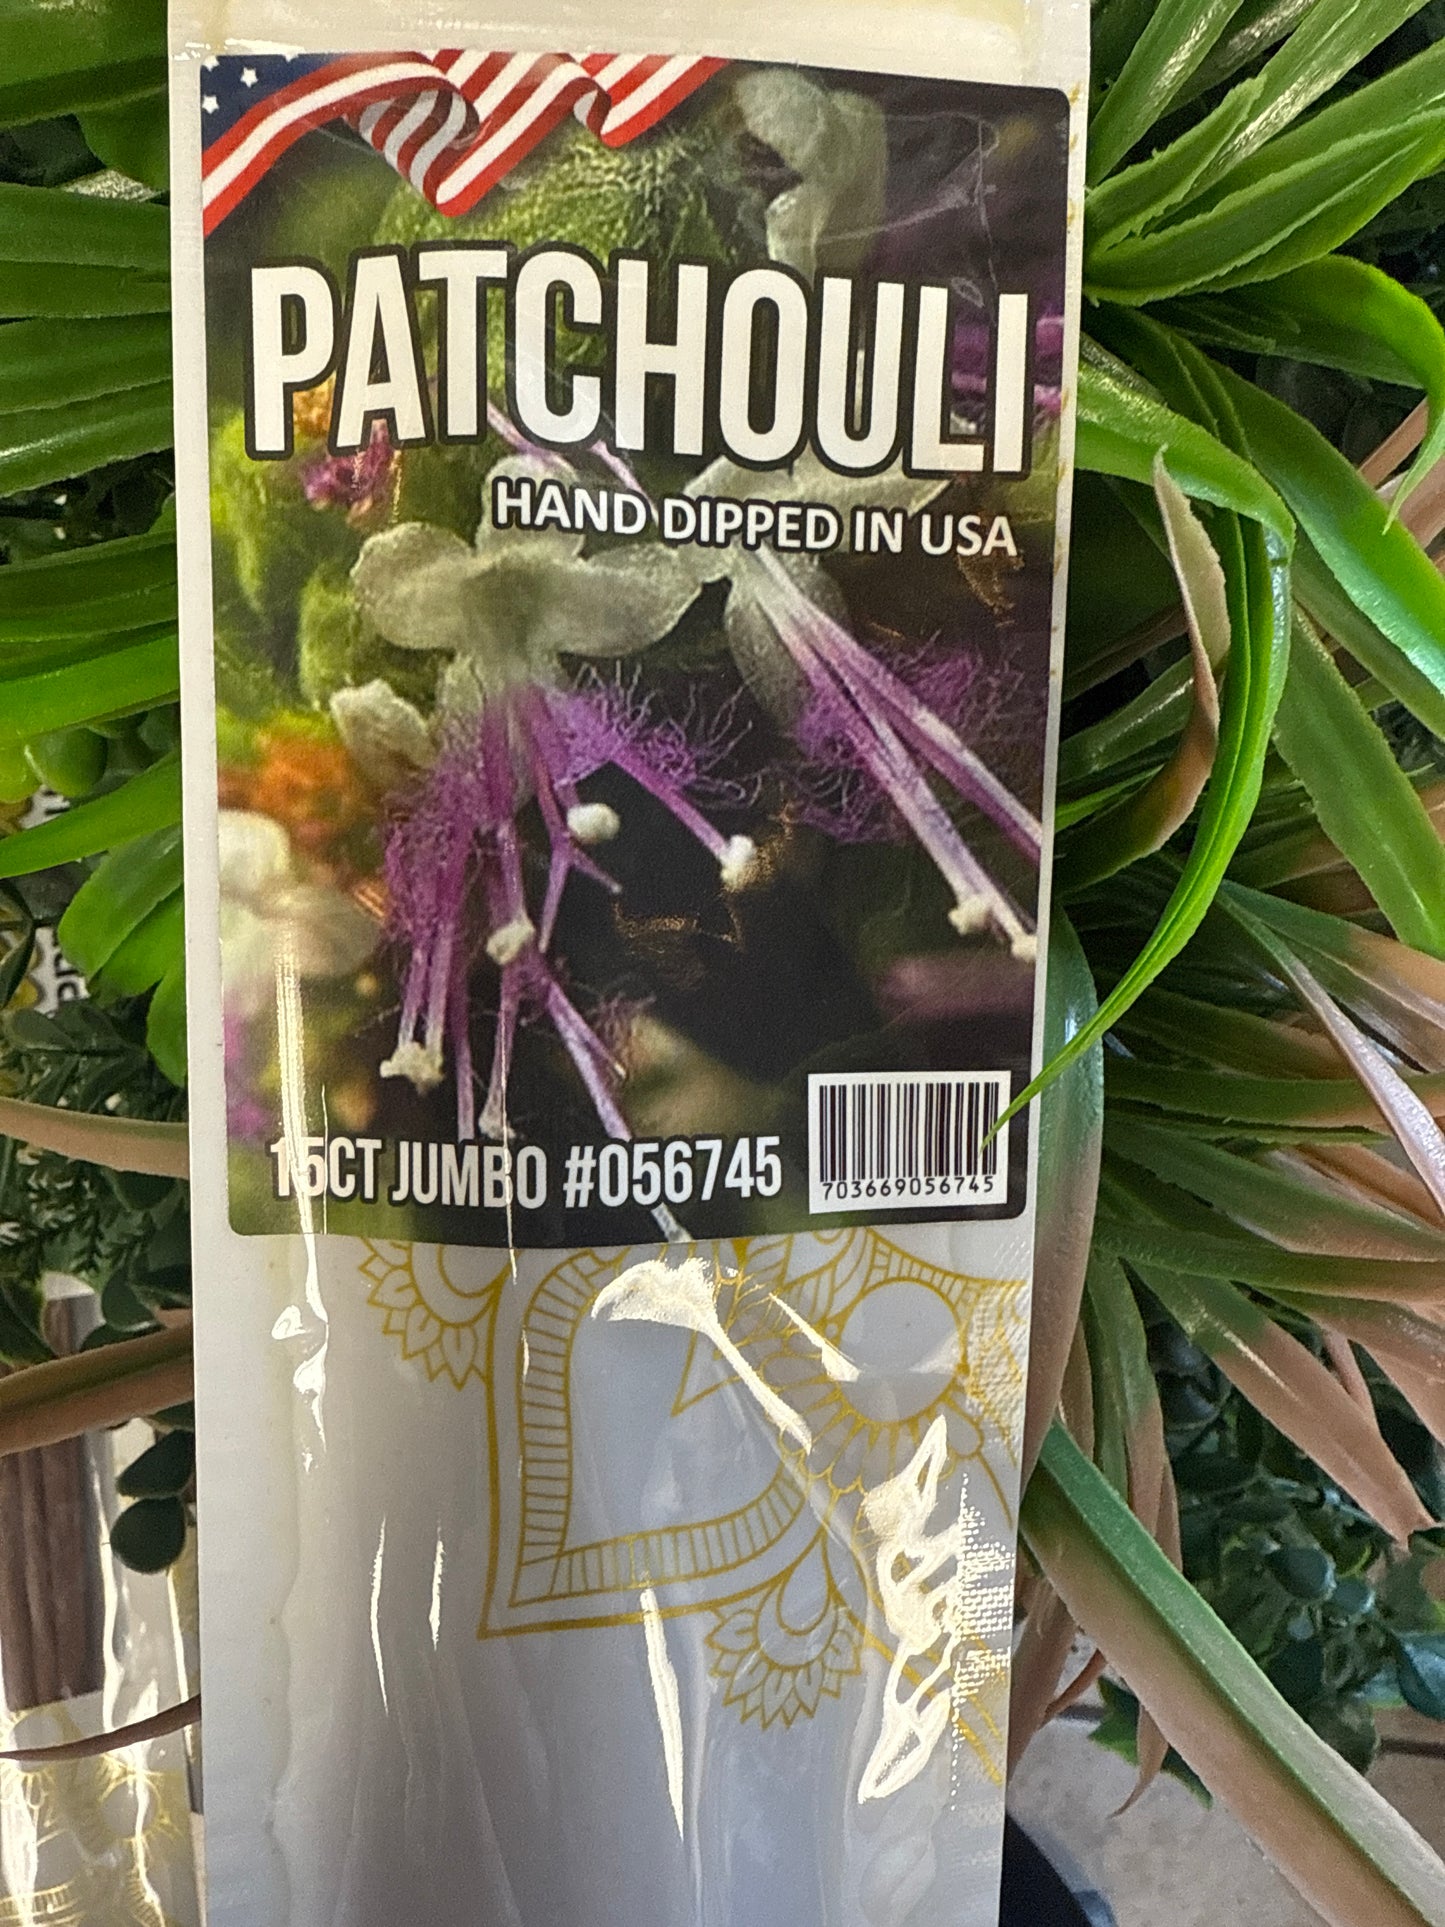 PATCHOULI
HAND DIPPED IN USA
15CT JUMBO #056745
703669056745